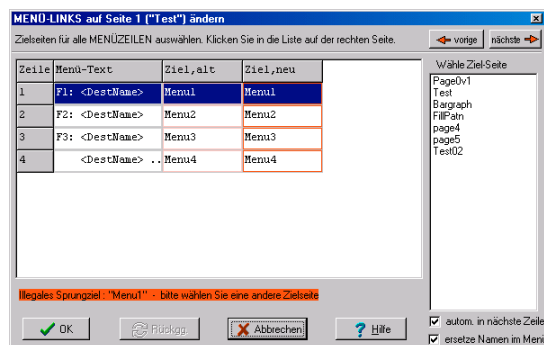 MENÜ-LINKS auf Seite 1 ("Test") ändern
Zielseiten für alle MENÜZEILEN auswählen. Klicken Sie in die Liste auf der rechten Seite.
vorige
nächste
Zeile Menü-Text Ziel,alt Ziel,neu
1 F1: <DestName> Menu1 Menu1
2 F2: <DestName> Menu2 Menu2
3 F3: <DestName> Menu3 Menu3
4 <DestName> .. Menu4 Menu4
Wähle Ziel-Seite
Page0v1
Test
Bargraph
FillPatn
page4
page5
Test02
Illegales Sprungziel : "Menu1" - bitte wählen Sie eine andere Zielseite
OK
Rückgg.
Abbrechen
? Hilfe
autom. in nächste Zeile
ersetze Namen im Menü